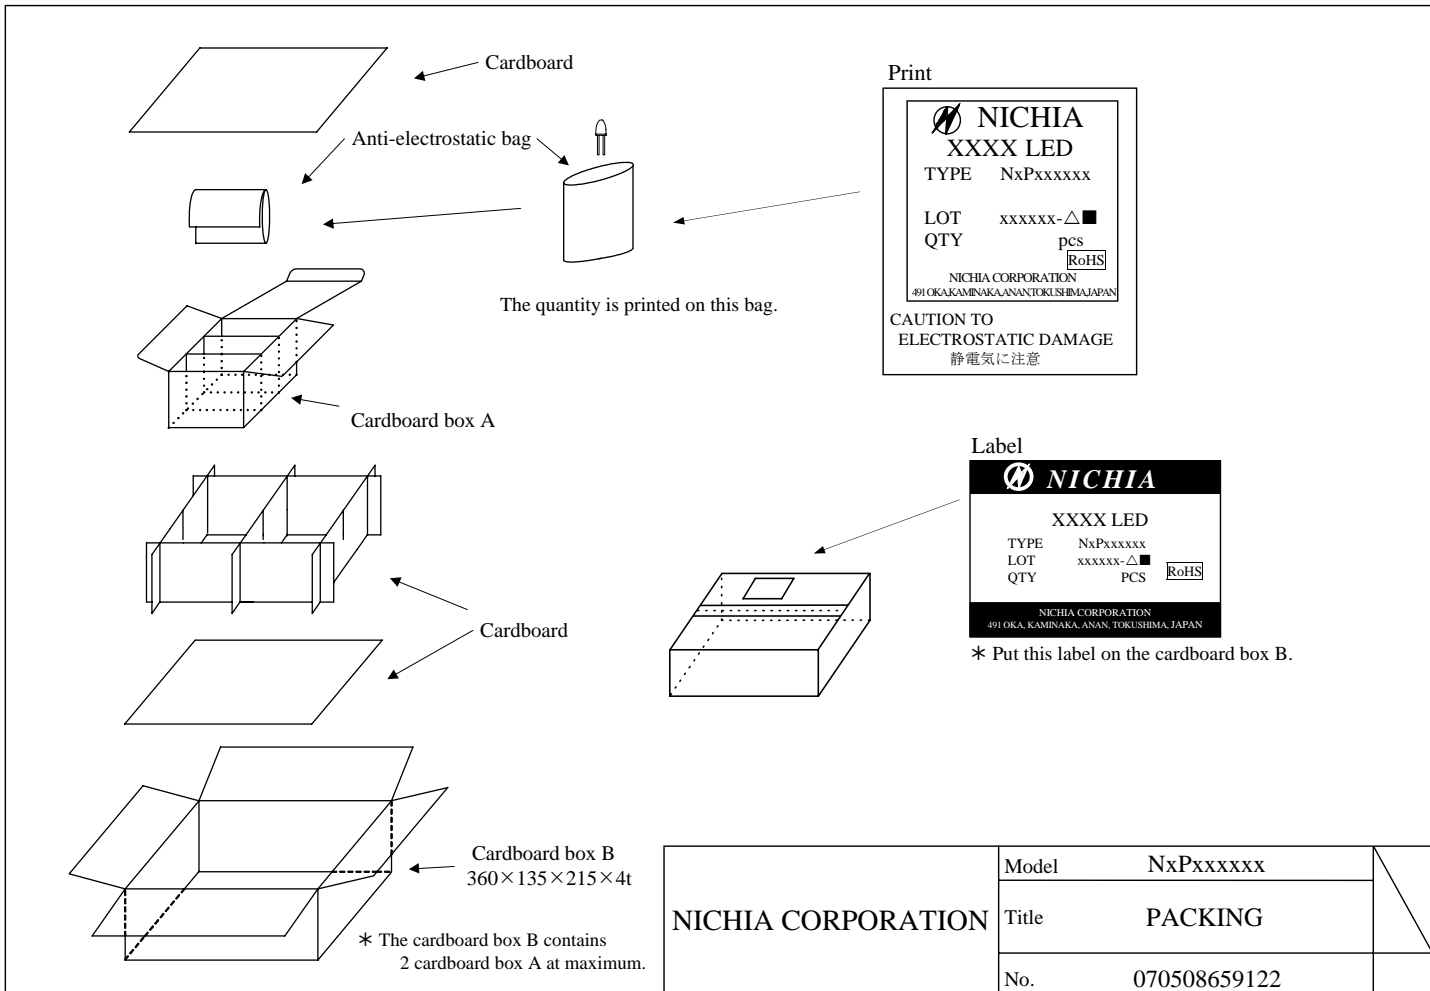 Cardboard
Anti-electrostatic bag
The quantity is printed on this bag.
Cardboard box A
Cardboard
Cardboard box B
360×135×215×4t
＊ The cardboard box B contains
2 cardboard box A at maximum.
Print
NICHIA
XXXX LED
TYPE NxPxxxxxx
LOT xxxxxx-△■
QTY pcs
RoHS
NICHIA CORPORATION
491 OKA,KAMINAKA,ANAN,TOKUSHIMA,JAPAN
CAUTION TO
ELECTROSTATIC DAMAGE
静電気に注意
Label
NICHIA
XXXX LED
TYPE NxPxxxxxx
LOT xxxxxx-△■
QTY PCS
RoHS
NICHIA CORPORATION
491 OKA, KAMINAKA, ANAN, TOKUSHIMA, JAPAN
＊ Put this label on the cardboard box B.
NICHIA CORPORATION
Model NxPxxxxxx
Title PACKING
No. 070508659122